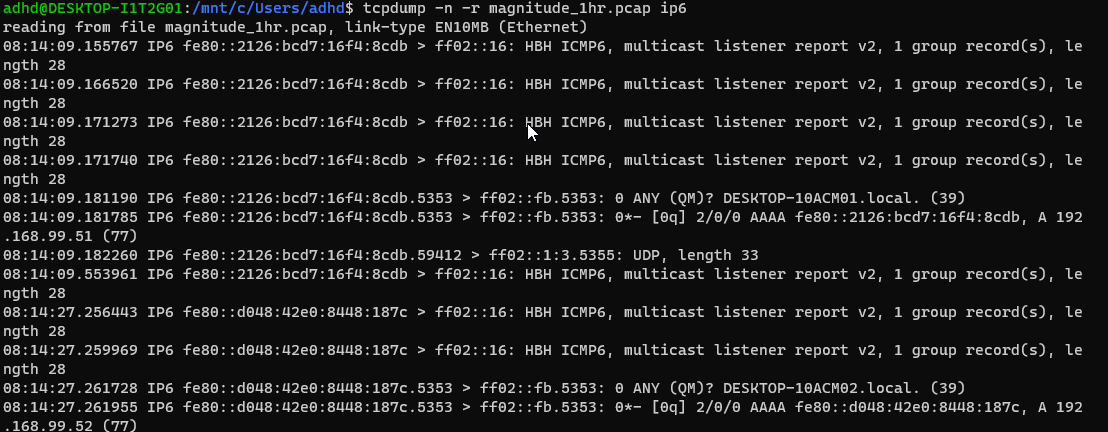 adhd@DESKTOP-I1T2G01:/mnt/c/Users/adhd$ tcpdump -n -r magnitude_1hr.pcap ip6
reading from file magnitude_1hr.pcap, link-type EN10MB (Ethernet)
08:14:09.155767 IP6 fe80::2126:bcd7:16f4:8cdb > ff02::16: HBH ICMP6, multicast listener report v2, 1 group record(s), le
ngth 28
08:14:09.166520 IP6 fe80::2126:bcd7:16f4:8cdb > ff02::16: HBH ICMP6, multicast listener report v2, 1 group record(s), le
ngth 28
08:14:09.171273 IP6 fe80::2126:bcd7:16f4:8cdb > ff02::16: HBH ICMP6, multicast listener report v2, 1 group record(s), le
ngth 28
08:14:09.171740 IP6 fe80::2126:bcd7:16f4:8cdb > ff02::16: HBH ICMP6, multicast listener report v2, 1 group record(s), le
ngth 28
08:14:09.181190 IP6 fe80::2126:bcd7:16f4:8cdb.5353 > ff02::fb.5353: 0 ANY (QM)? DESKTOP-10ACM01.local. (39)
08:14:09.181785 IP6 fe80::2126:bcd7:16f4:8cdb.5353 > ff02::fb.5353: 0*- [0q] 2/0/0 AAAA fe80::2126:bcd7:16f4:8cdb, A 192
.168.99.51 (77)
08:14:09.182260 IP6 fe80::2126:bcd7:16f4:8cdb.59412 > ff02::1:3.5355: UDP, length 33
08:14:09.553961 IP6 fe80::2126:bcd7:16f4:8cdb > ff02::16: HBH ICMP6, multicast listener report v2, 1 group record(s), le
ngth 28
08:14:27.256443 IP6 fe80::d048:42e0:8448:187c > ff02::16: HBH ICMP6, multicast listener report v2, 1 group record(s), le
ngth 28
08:14:27.259969 IP6 fe80::d048:42e0:8448:187c > ff02::16: HBH ICMP6, multicast listener report v2, 1 group record(s), le
ngth 28
08:14:27.261728 IP6 fe80::d048:42e0:8448:187c.5353 > ff02::fb.5353: 0 ANY (QM)? DESKTOP-10ACM02.local. (39)
08:14:27.261955 IP6 fe80::d048:42e0:8448:187c.5353 > ff02::fb.5353: 0*- [0q] 2/0/0 AAAA fe80::d048:42e0:8448:187c, A 192
.168.99.52 (77)